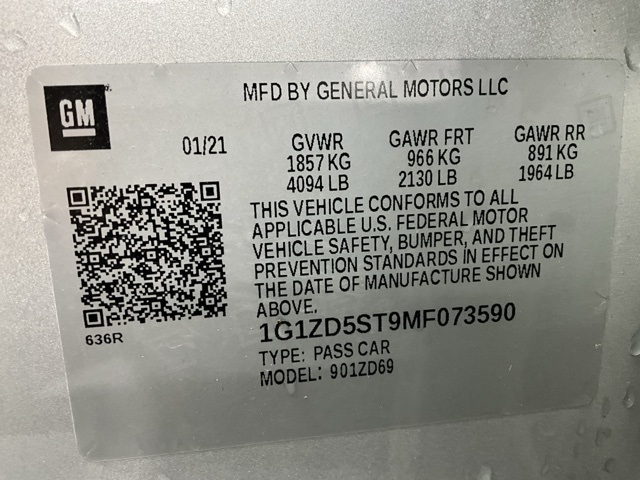 GM
MFD BY GENERAL MOTORS LLC
01/21
GVWR GAWR FRT GAWR RR
1857 KG 966 KG 891 KG
4094 LB 2130 LB 1964 LB
THIS VEHICLE CONFORMS TO ALL
APPLICABLE U.S. FEDERAL MOTOR
VEHICLE SAFETY, BUMPER, AND THEFT
PREVENTION STANDARDS IN EFFECT ON
THE DATE OF MANUFACTURE SHOWN
ABOVE.
636R
1G1ZD5ST9MF073590
TYPE: PASS CAR
MODEL: 901ZD69